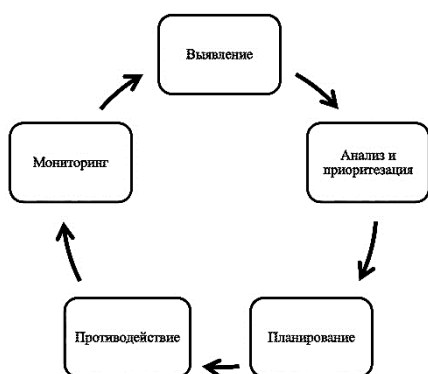 Выявление
Анализ и
приоритезация
Планирование
Противодействие
Мониторинг